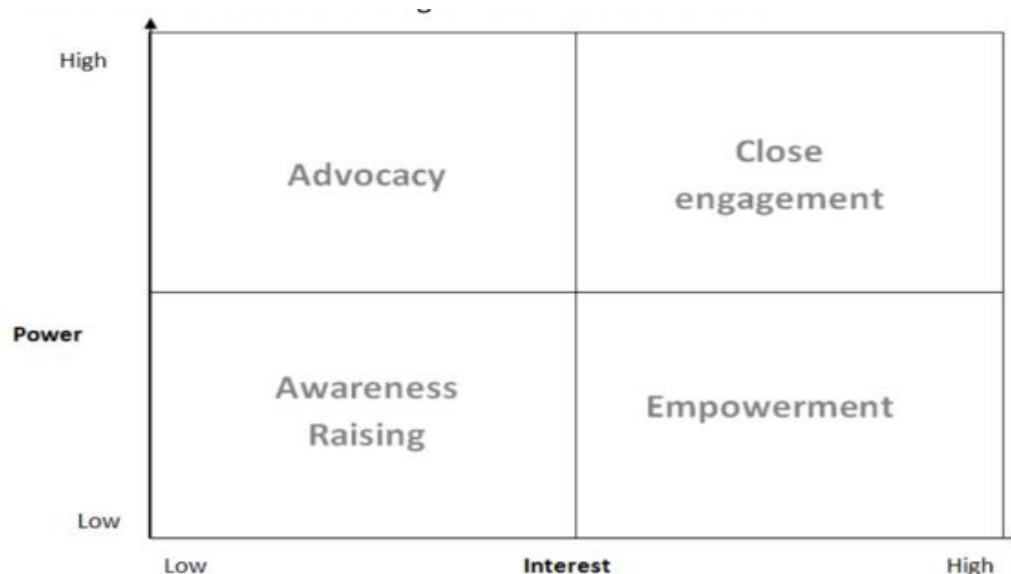 High
Advocacy
Close
engagement
Power
Awareness
Raising
Empowerment
Low
Low Interest High